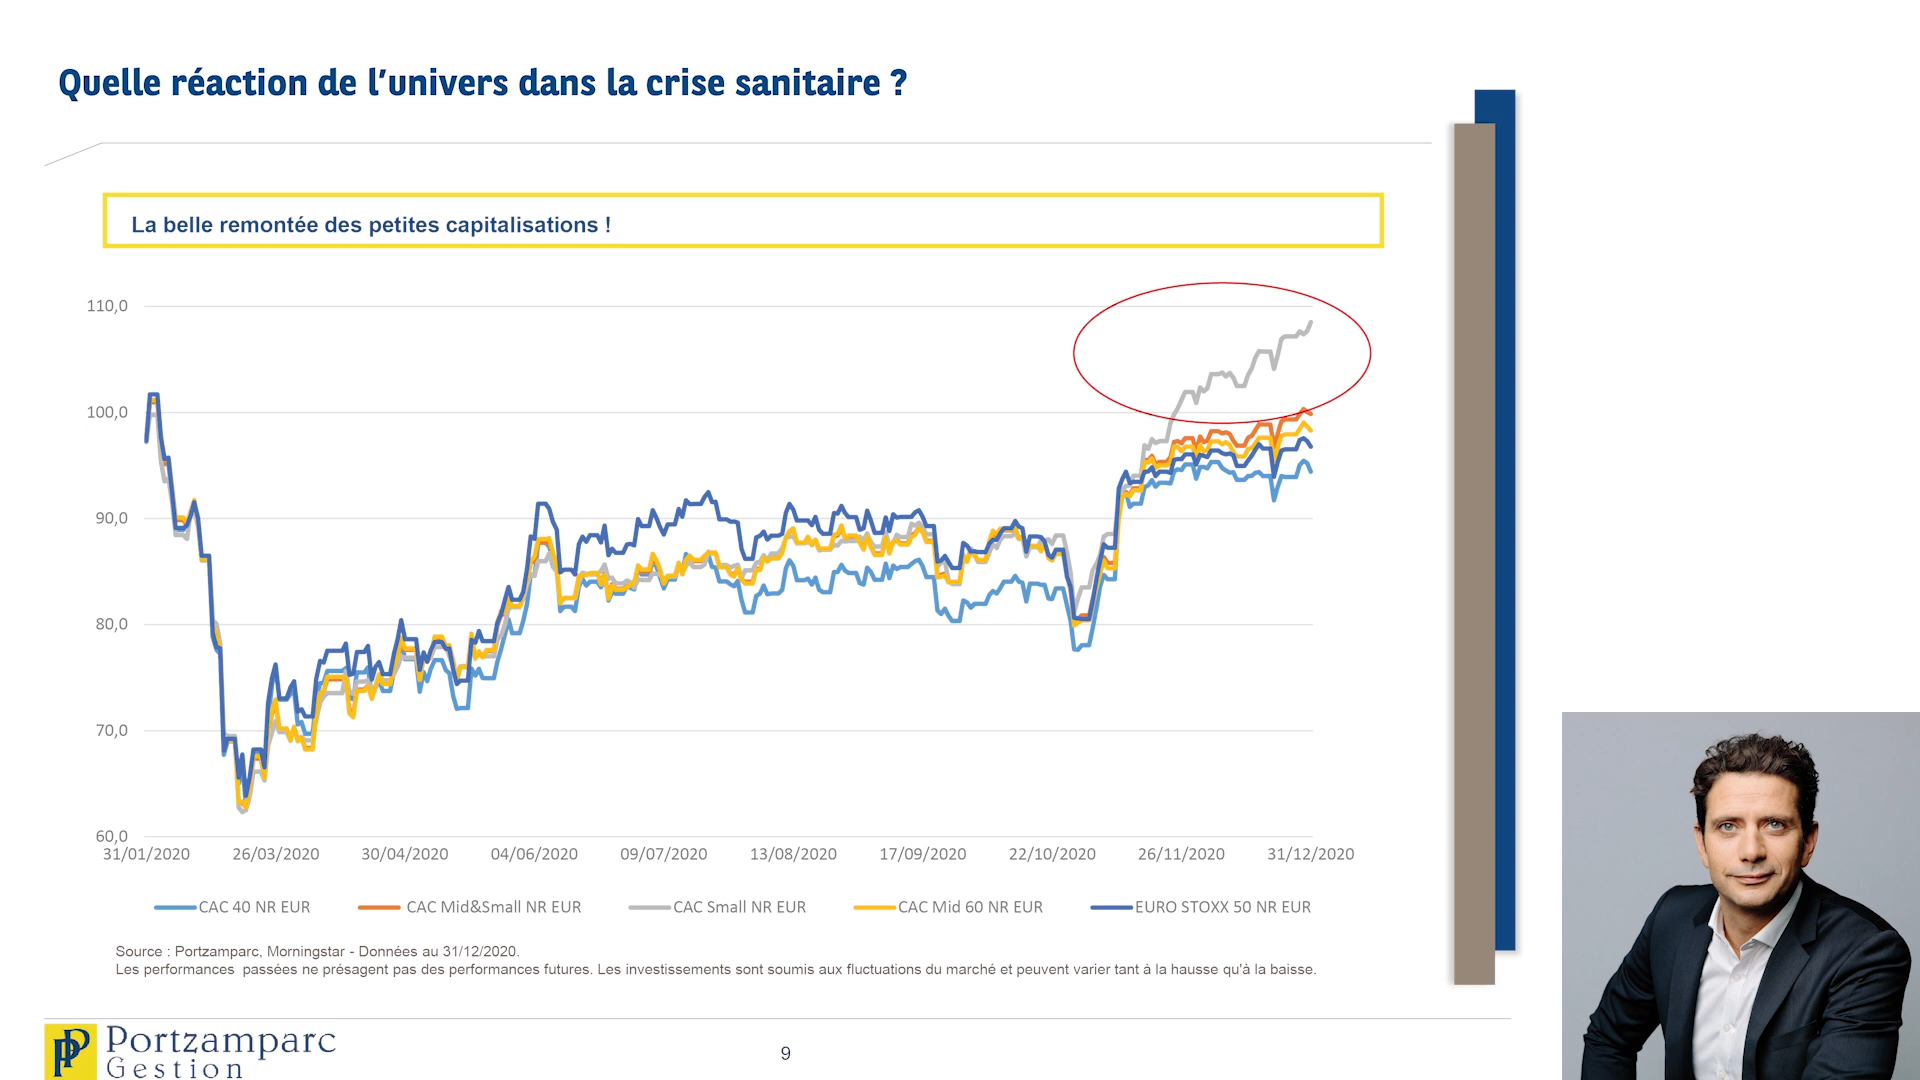 Quelle réaction de l’univers dans la crise sanitaire ?
La belle remontée des petites capitalisations !
110,0
100,0
90,0
80,0
70,0
60,0
31/01/2020 26/03/2020 30/04/2020 04/06/2020 09/07/2020 13/08/2020 17/09/2020 22/10/2020 26/11/2020 31/12/2020
CAC 40 NR EUR CAC Mid&Small NR EUR CAC Small NR EUR CAC Mid 60 NR EUR EURO STOXX 50 NR EUR
Source : Portzamparc, Morningstar - Données au 31/12/2020.
Les performances  passées ne présagent pas des performances futures. Les investissements sont soumis aux fluctuations du marché et peuvent varier tant à la hausse qu'à la baisse.
Portzamparc
Gestion
9